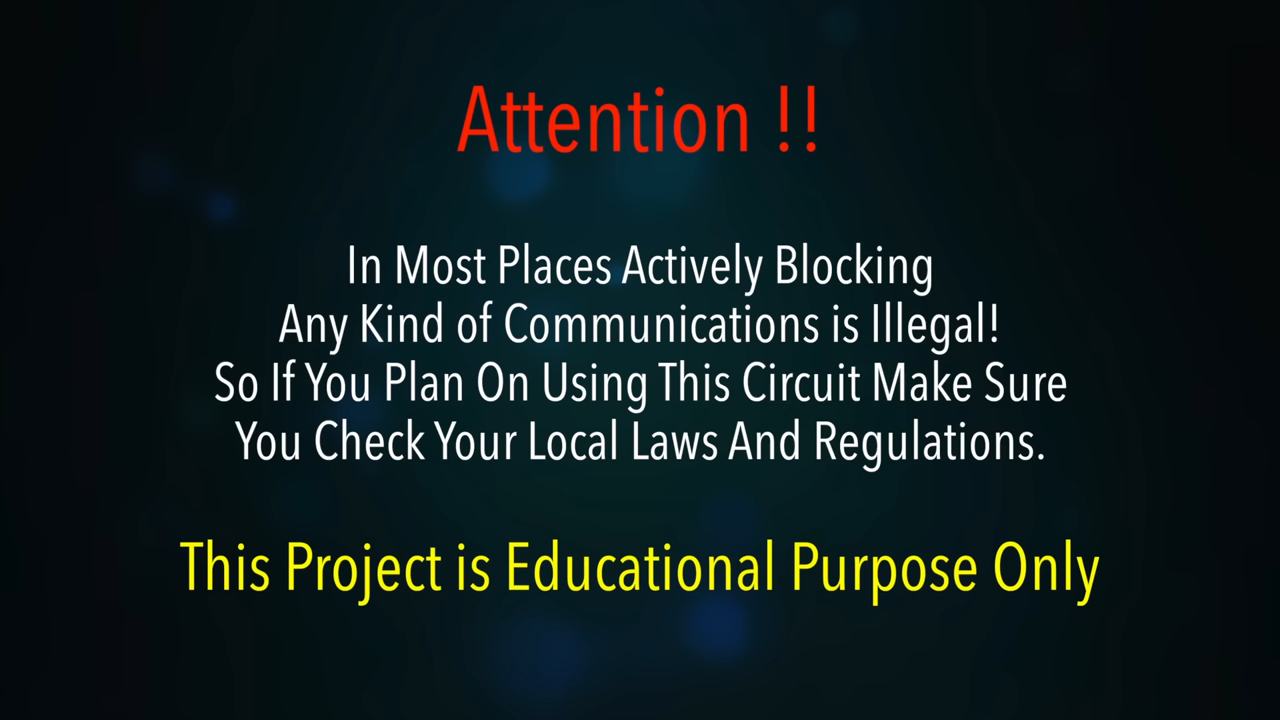 Attention !!
In Most Places Actively Blocking
Any Kind of Communications is Illegal!
So If You Plan On Using This Circuit Make Sure
You Check Your Local Laws And Regulations.
This Project is Educational Purpose Only